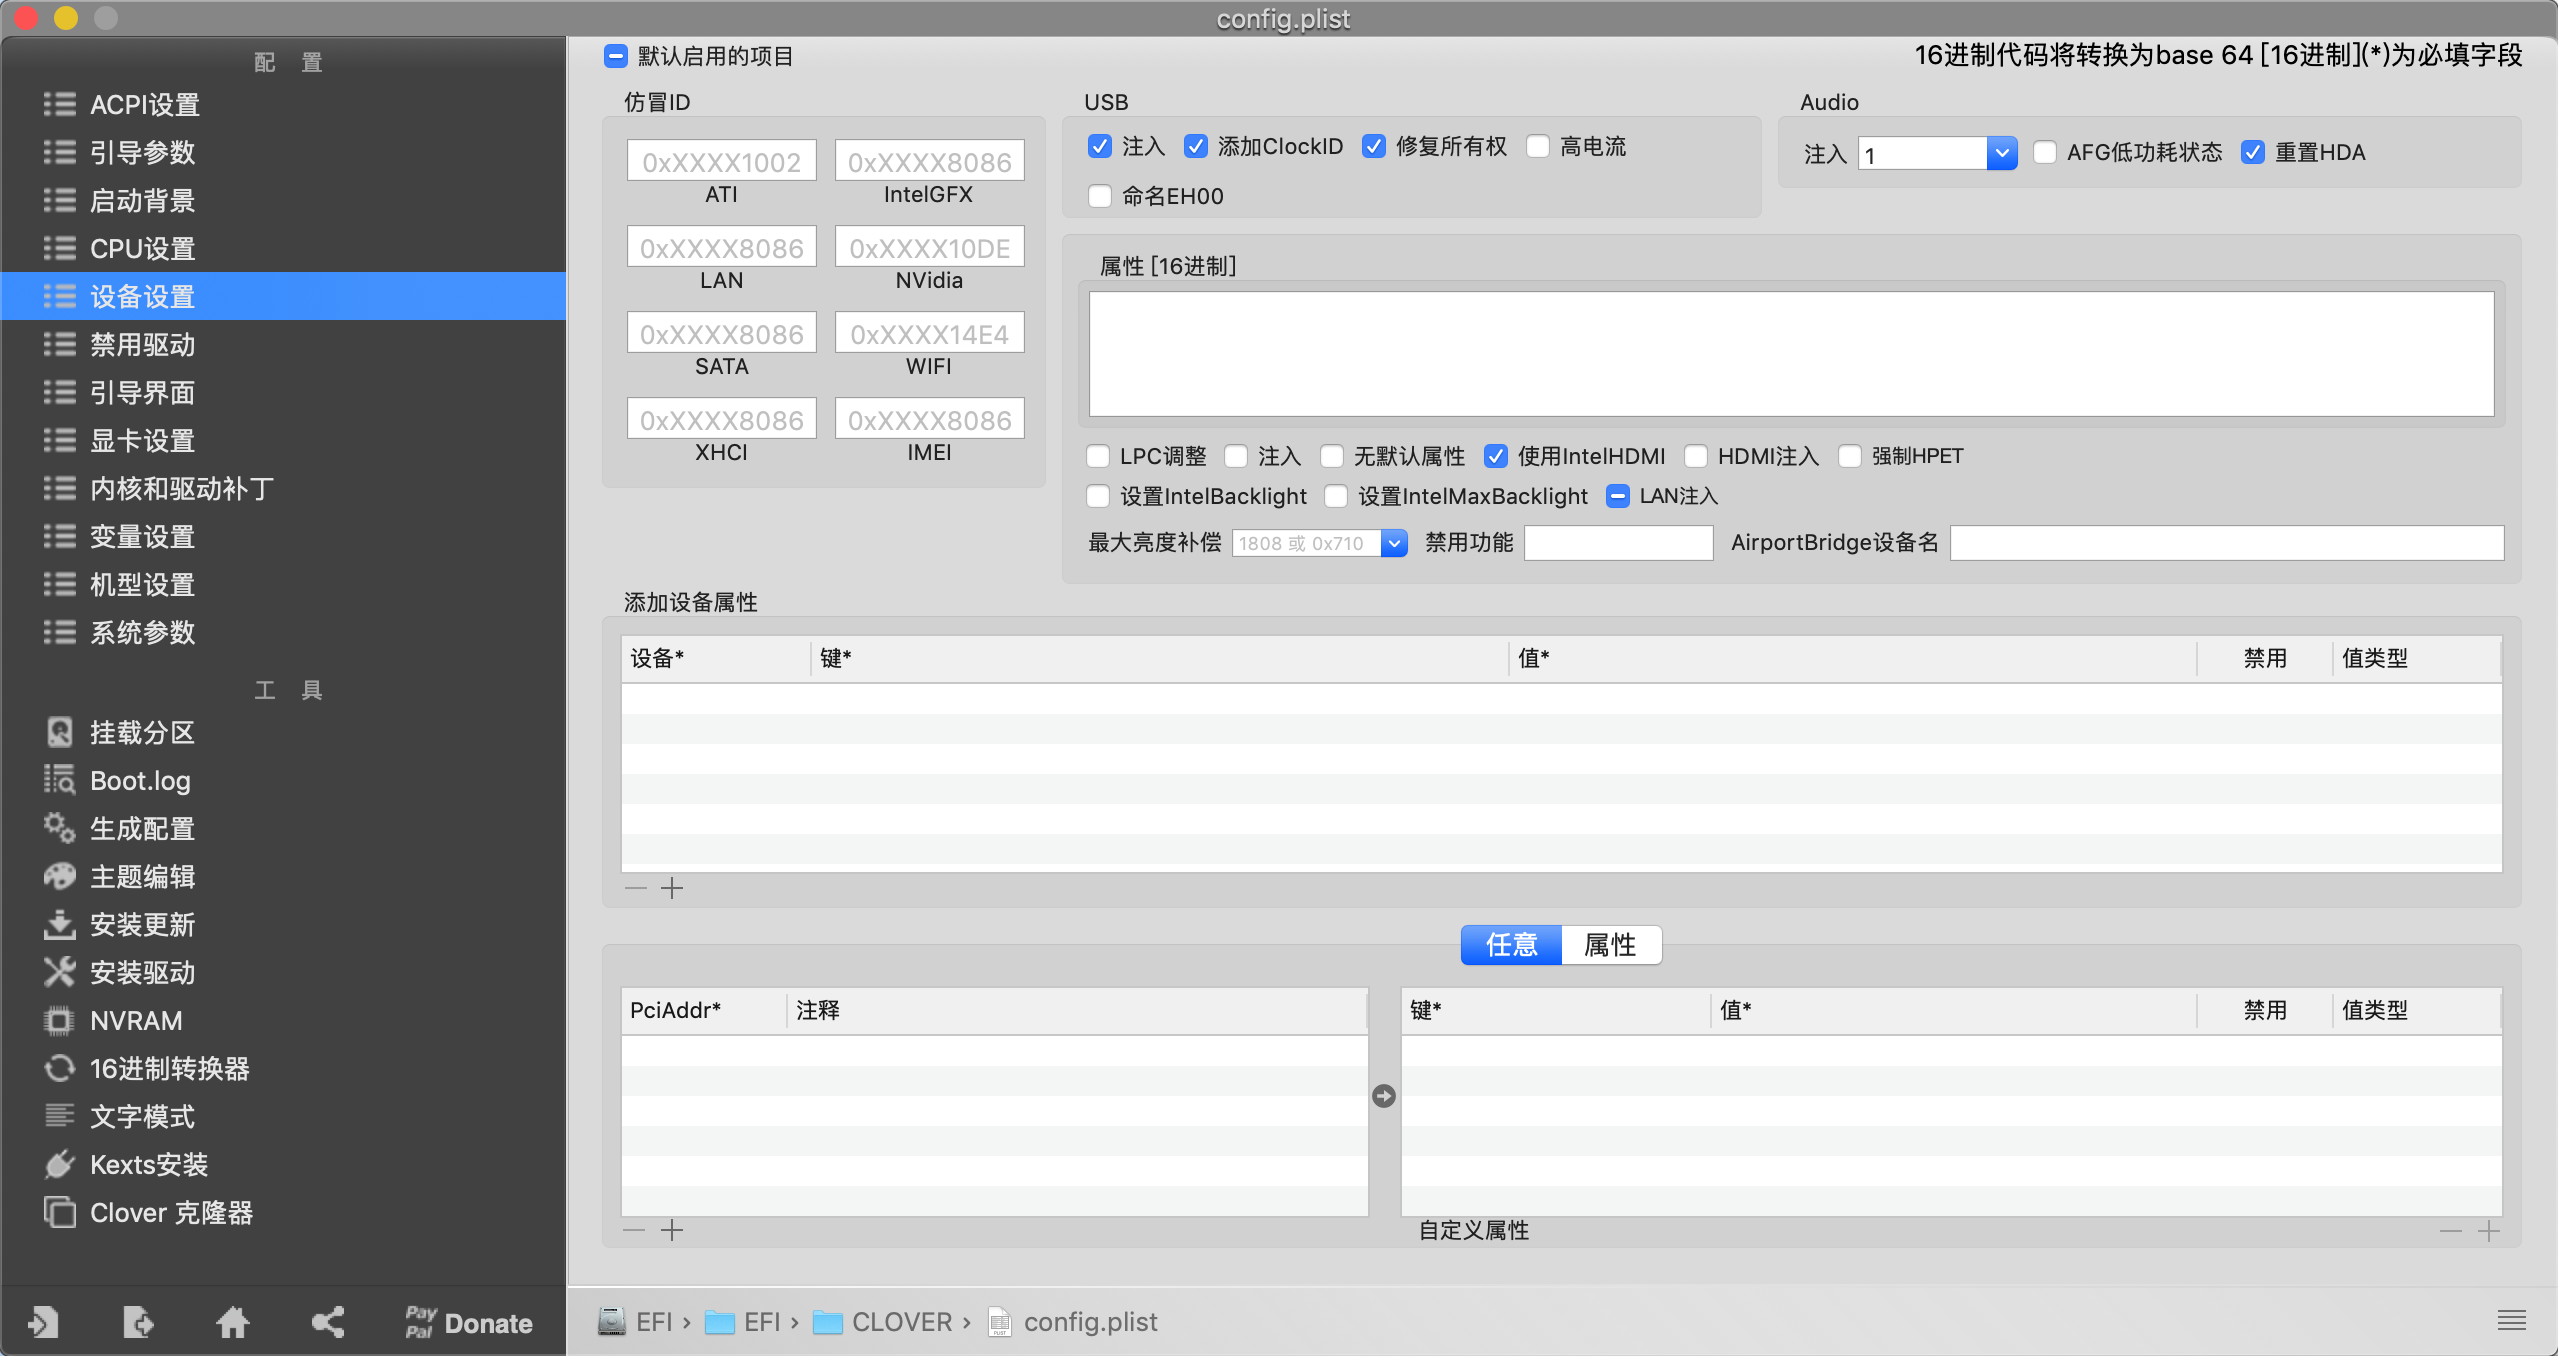 config.plist
配 置
ACPI设置
引导参数
启动背景
CPU设置
设备设置
禁用驱动
引导界面
显卡设置
内核和驱动补丁
变量设置
机型设置
系统参数
工 具
挂载分区
Boot.log
生成配置
主题编辑
安装更新
安装驱动
NVRAM
16进制转换器
文字模式
Kexts安装
Clover 克隆器
Pay Pal Donate
默认启用的项目
16进制代码将转换为base 64 [16进制](*)为必填字段
仿冒ID
0xXXXX1002 0xXXXX8086
ATI IntelGFX
0xXXXX8086 0xXXXX10DE
LAN NVidia
0xXXXX8086 0xXXXX14E4
SATA WIFI
0xXXXX8086 0xXXXX8086
XHCI IMEI
USB
注入 添加ClockID 修复所有权 高电流
命名EH00
Audio
注入 1 AFG低功耗状态 重置HDA
属性 [16进制]
LPC调整 注入 无默认属性 使用IntelHDMI HDMI注入 强制HPET
设置IntelBacklight 设置IntelMaxBacklight LAN注入
最大亮度补偿 1808 或 0x710 禁用功能 AirportBridge设备名
添加设备属性
设备* 键* 值* 禁用 值类型
任意 属性
PciAddr* 注释
键* 值* 禁用 值类型
自定义属性
EFI › EFI › CLOVER › config.plist